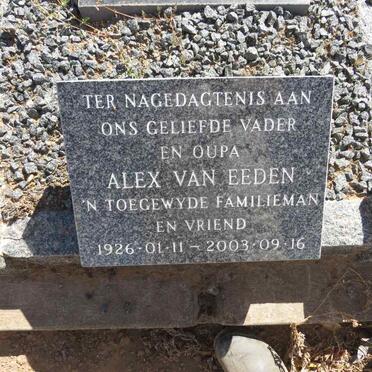 TER NAGEDAGTENIS AAN
ONS GELIEFDE VADER
EN OUPA
ALEX VAN EEDEN
'N TOEGEWYDE FAMILIEMAN
EN VRIEND
1926-01-11 - 2003-09-16